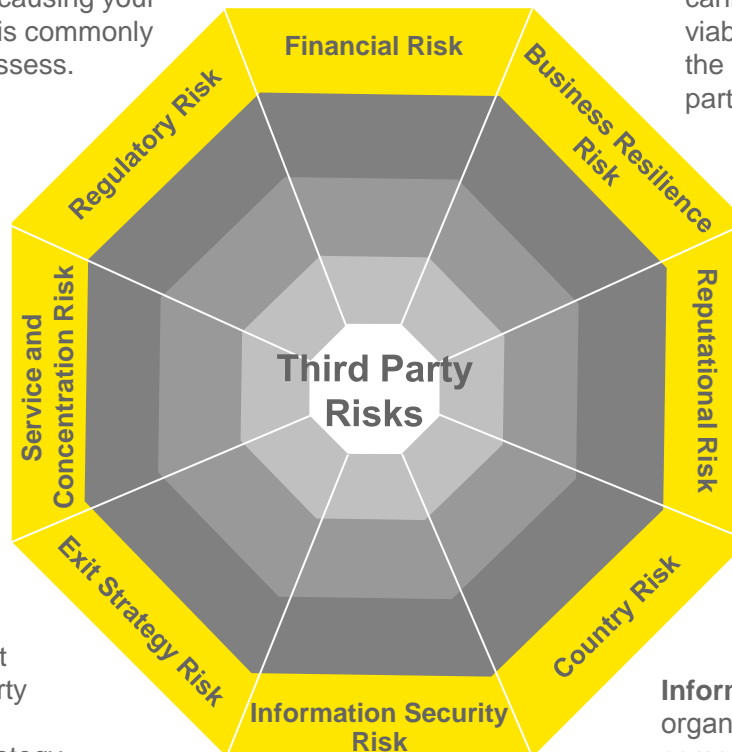 causing your
is commonly
ssess.
viab
the
part
Financial Risk
Business Resilience
Risk
Reputational Risk
Country Risk
Information Security
Risk
Exit Strategy Risk
Service and
Concentration Risk
Regulatory Risk
Third Party
Risks
t
rty
Inform
organ